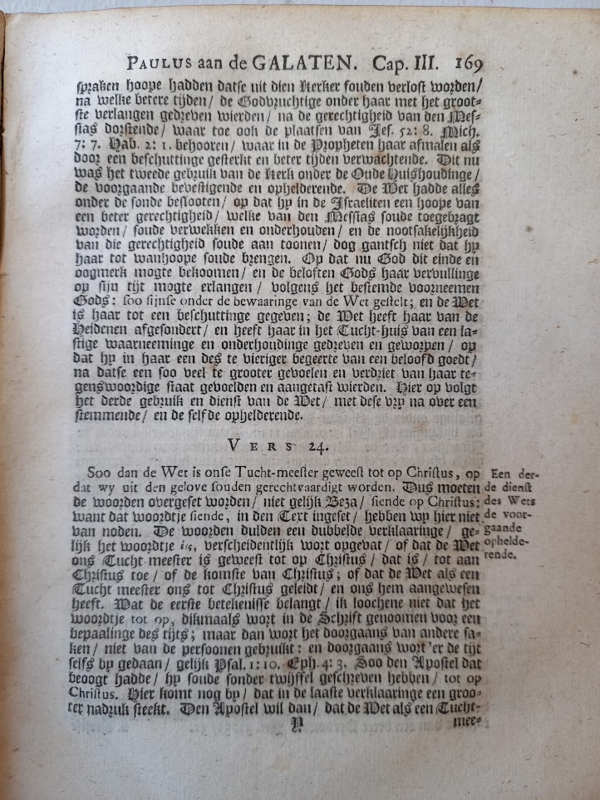 PAULUS aan de GALATEN. Cap. III. 169
spraken hoope hadden datse uit dien Kerker souden verlost worden/
na welke betere tijden/ de Godvruchtige onder haar met het groot-
ste verlangen gedreven wierden/ na de gerechtigheid van den Mes-
sias dorstende/ waar toe ook de plaatsen van Jes. 52: 8. Mich.
7: 7. Hab. 2: 1. behooren/ waar in de Propheten haar afmalen als
door een beschuttinge gesterkt en beter tijden verwachtende. Dit nu
was het tweede gebruik van de Kerk onder de Oude Huishoudinge/
de voorgaande bevestigende en ophelderende. De Wet hadde alles
onder de sonde beslooten/ op dat hy in de Israeliten een hoope van
een beter gerechtigheid/ welke van den Messias soude toegebragt
worden/ soude verwekken en onderhouden/ en de nootsakelijkheid
van die gerechtigheid soude aan toonen/ dog gantsch niet dat hy
haar tot wanhoope soude brengen. Op dat nu God dit einde en
oogmerk mogte bekoomen/ en de beloften Gods haar vervullinge
op sijn tijt mogte erlangen/ volgens het bestemde voorneemen
Gods: soo sijnse onder de bewaaringe van de Wet gestelt; en de Wet
is haar tot een beschuttinge gegeven; de Wet heeft haar van de
Heidenen afgesondert/ en heeft haar in het Tucht-huis van een la-
stige waarneeminge en onderhoudinge gedreven en geworpen/ op
dat hy in haar een des te vieriger begeerte van een beloofd goedt/
na datse een soo veel te grooter gevoelen en verdriet van haar te-
genswoordige staat gevoelden en aangetast wierden. Hier op volgt
het derde gebruik en dienst van de Wet/ met dese vry na over een
stemmende/ en de selfde ophelderende.
VERS 24.
Soo dan de Wet is onse Tucht-meester geweest tot op Christus, op
dat wy uit den gelove souden gerechtvaardigt worden. Dus moeten
de woorden overgeset worden/ niet gelijk Beza/ siende op Christus:
want dat woordtje siende, in den Text ingeset/ hebben wy hier niet
van noden. De woorden dulden een dubbelde verklaaringe/ ge-
lijk het woordtje εἰς, verscheidentlijk wort opgevat/ of dat de Wet
ons Tucht meester is geweest tot op Christus/ dat is/ tot aan
Christus toe/ of de komste van Christus; of dat de Wet als een
Tucht meester ons tot Christus geleidt/ en ons hem aangewesen
heeft. Wat de eerste betekenisse belangt/ ik loochene niet dat het
woordtje tot op, dikmaals wort in de Schrift genoomen voor een
bepaalinge des tijts; maar dan wort het doorgaans van andere sa-
ken/ niet van de persoonen gebruikt: en doorgaans wort'er de tijt
selfs by gedaan/ gelijk Psal. 1: 10. Eph. 4: 3. Soo den Apostel dat
beoogt hadde/ hy soude sonder twijffel geschreven hebben/ tot op
Christus. Hier komt nog by/ dat in de laaste verklaaringe een groo-
ter nadruk steekt. Den Apostel wil dan/ dat de Wet als een Tucht-
Y mee-
Een der-
de dienst
des Wets
de voor-
gaande
ophelde-
rende.